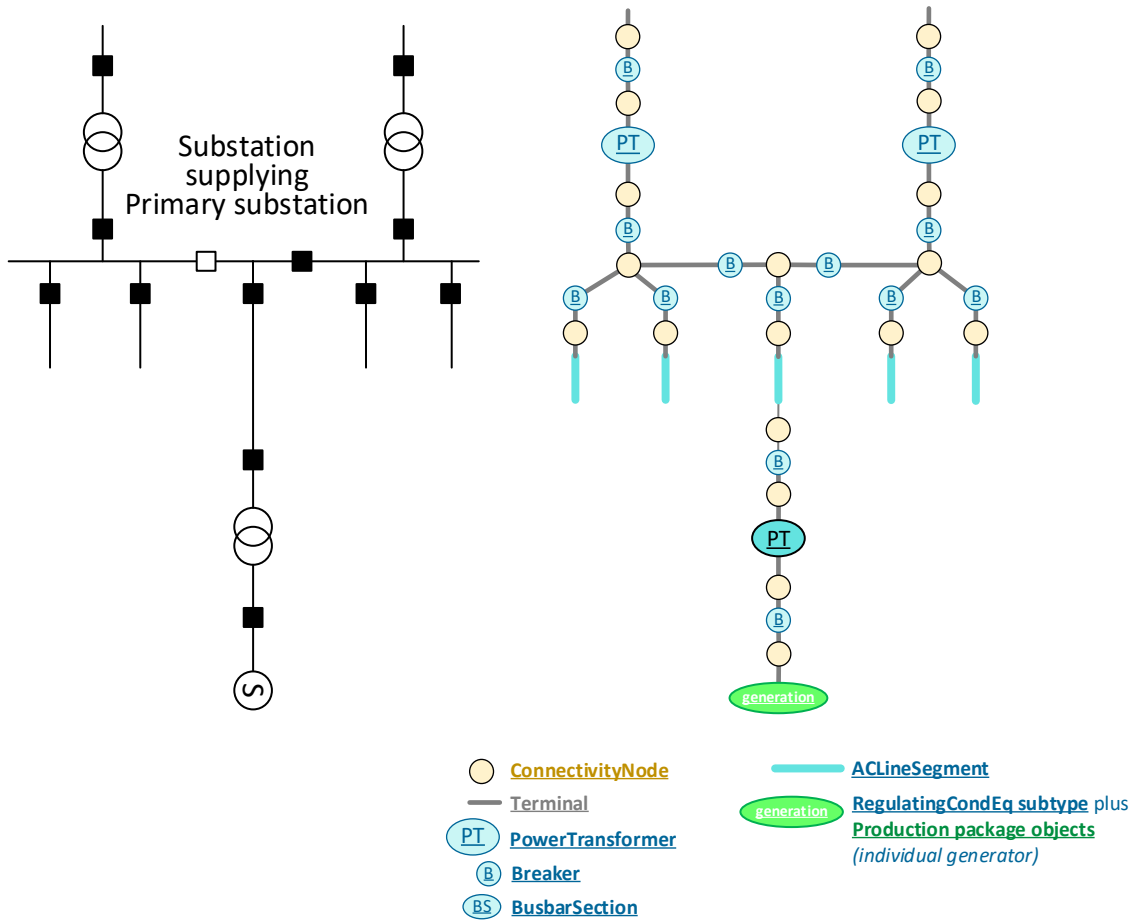 B
B
PT
PT
Substation
supplying
Primary substation
B
B
B
B
B
B
B
B
B
B
PT
B
S
generation
ConnectivityNode
Terminal
PT PowerTransformer
B Breaker
BS BusbarSection
ACLineSegment
generation RegulatingCondEq subtype plus
Production package objects
(individual generator)